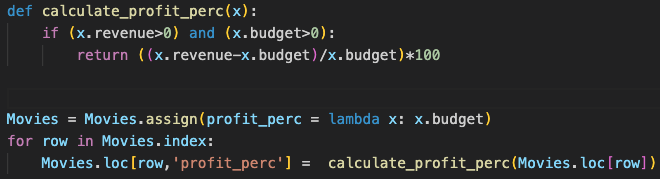 def calculate_profit_perc(x):
    if (x.revenue>0) and (x.budget>0):
        return ((x.revenue-x.budget)/x.budget)*100
Movies = Movies.assign(profit_perc = lambda x: x.budget)
for row in Movies.index:
    Movies.loc[row,'profit_perc'] =  calculate_profit_perc(Movies.loc[row])